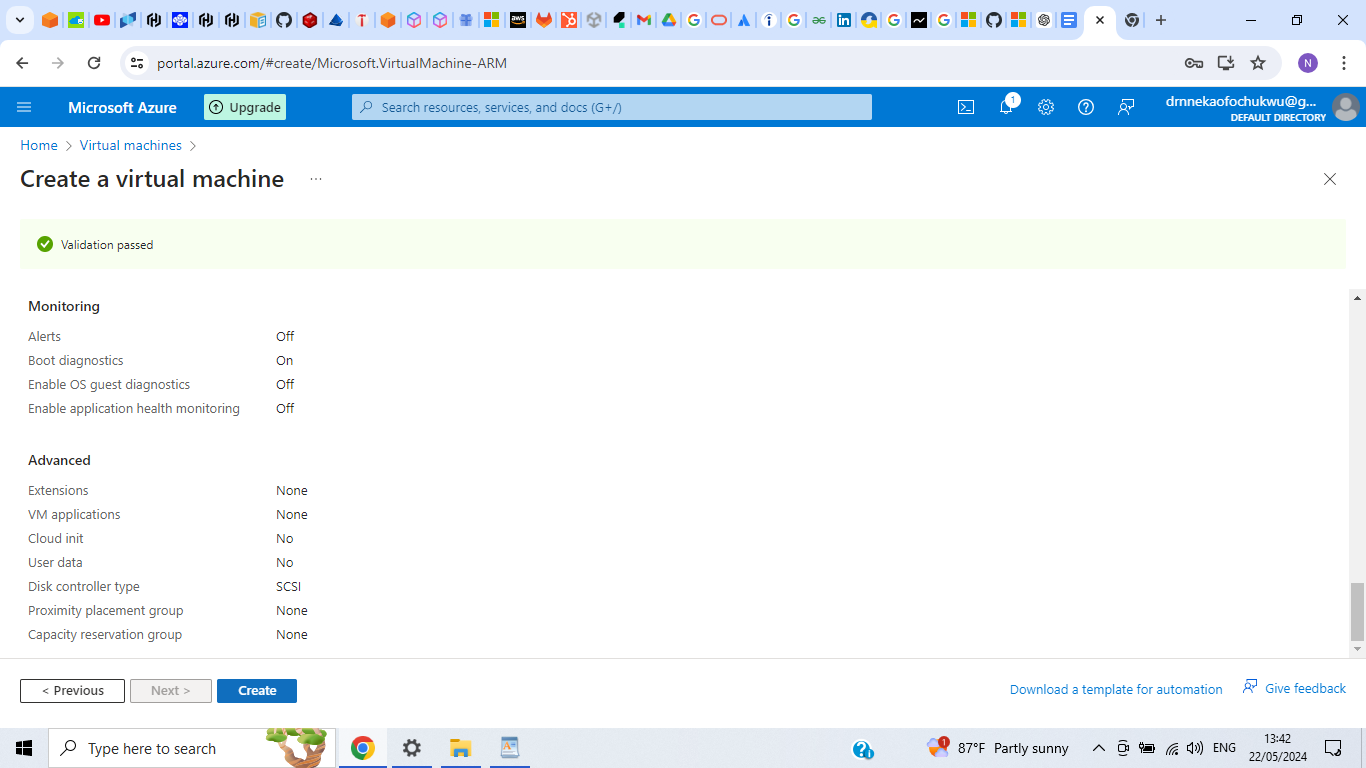 portal.azure.com/#create/Microsoft.VirtualMachine-ARM
N
Microsoft Azure
Upgrade
Search resources, services, and docs (G+/)
1
drnnekaofochukwu@g...
DEFAULT DIRECTORY
Home > Virtual machines >
Create a virtual machine ...
Validation passed
Monitoring
Alerts Off
Boot diagnostics On
Enable OS guest diagnostics Off
Enable application health monitoring Off
Advanced
Extensions None
VM applications None
Cloud init No
User data No
Disk controller type SCSI
Proximity placement group None
Capacity reservation group None
< Previous
Next >
Create
Download a template for automation
Give feedback
Type here to search
1
87°F Partly sunny
ENG
13:42
22/05/2024